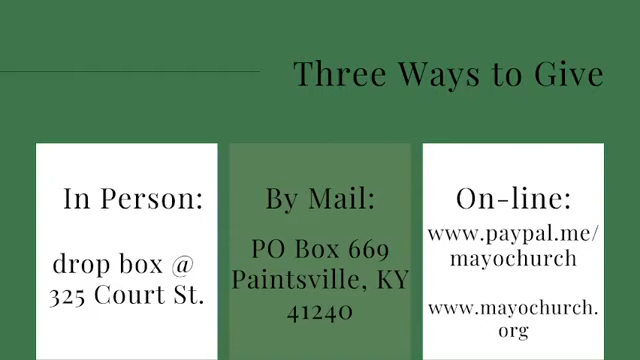 Three Ways to Give
In Person:
drop box @
325 Court St.
By Mail:
PO Box 669
Paintsville, KY
41240
On-line:
www.paypal.me/
mayochurch
www.mayochurch.
org